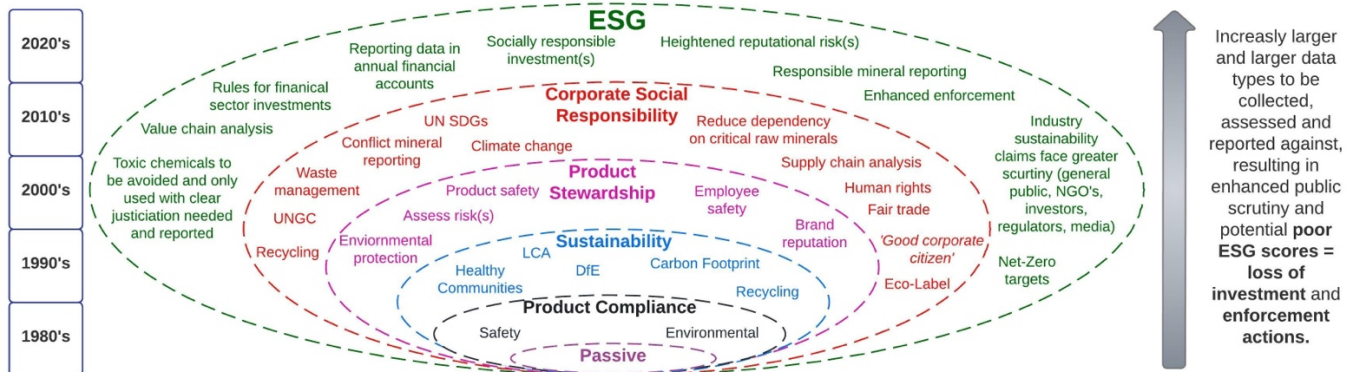 2020's
2010's
2000's
1990's
1980's
ESG
Reporting data in
annual financial
accounts
Socially responsible
investment(s)
Heightened reputational risk(s)
Responsible mineral reporting
Rules for finanical
sector investments
Enhanced enforcement
Value chain analysis
Toxic chemicals to
be avoided and only
used with clear
justiciation needed
and reported
Industry
sustainability
claims face greater
scurtiny (general
public, NGO's,
investors,
regulators, media)
Net-Zero
targets
Corporate Social
Responsibility
UN SDGs
Conflict mineral
reporting
Climate change
Reduce dependency
on critical raw minerals
Waste
management
Supply chain analysis
Human rights
UNGC
Fair trade
Recycling
'Good corporate
citizen'
Eco-Label
Product
Stewardship
Product safety
Employee
safety
Assess risk(s)
Brand
reputation
Enviornmental
protection
Sustainability
LCA
DfE
Carbon Footprint
Healthy
Communities
Recycling
Product Compliance
Safety
Environmental
Passive
Increasly larger
and larger data
types to be
collected,
assessed and
reported against,
resulting in
enhanced public
scrutiny and
potential poor
ESG scores =
loss of
investment and
enforcement
actions.